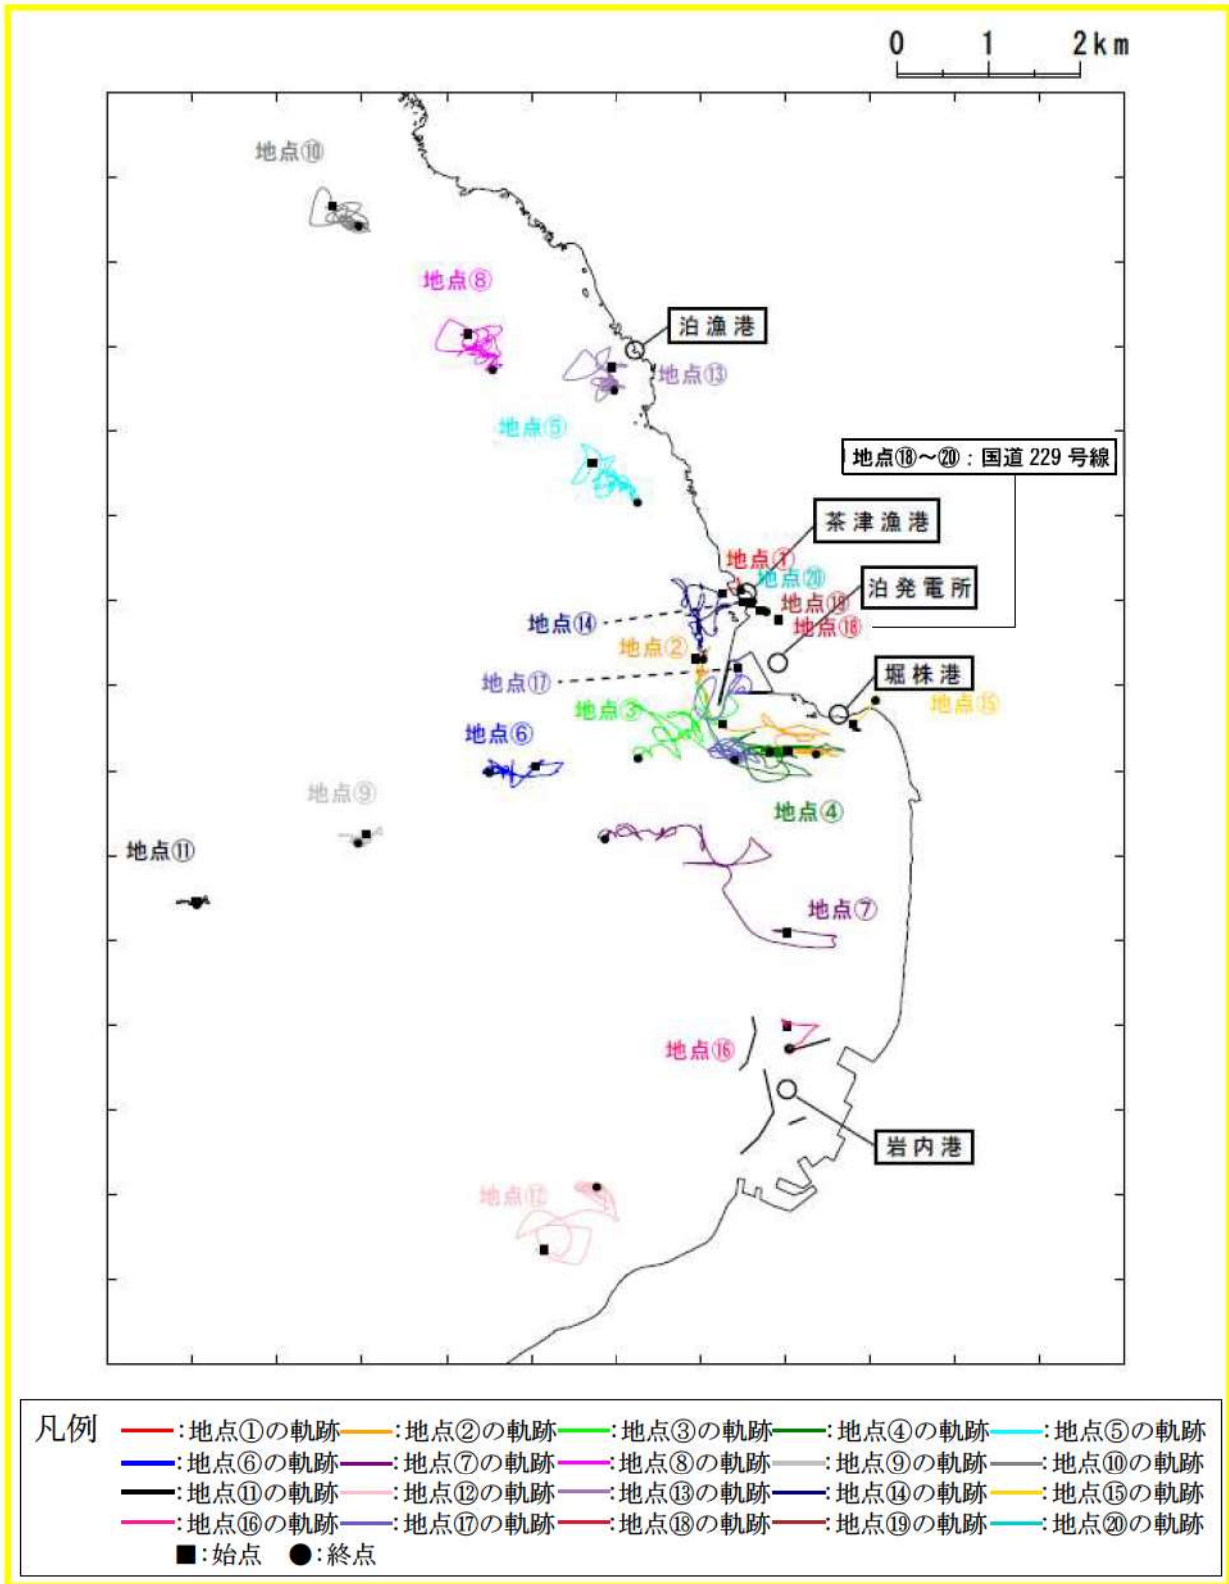 0 1 2km
地点⑩
地点⑧
泊漁港
地点⑬
地点⑤
地点⑱～⑳：国道229号線
茶津漁港
地点①
地点⑳
泊発電所
地点⑲
地点⑭
地点⑱
地点②
堀株港
地点⑰
地点⑮
地点③
地点⑥
地点⑨
地点④
地点⑪
地点⑦
地点⑯
岩内港
地点⑫
凡例 :地点①の軌跡 :地点②の軌跡 :地点③の軌跡 :地点④の軌跡 :地点⑤の軌跡
:地点⑥の軌跡 :地点⑦の軌跡 :地点⑧の軌跡 :地点⑨の軌跡 :地点⑩の軌跡
:地点⑪の軌跡 :地点⑫の軌跡 :地点⑬の軌跡 :地点⑭の軌跡 :地点⑮の軌跡
:地点⑯の軌跡 :地点⑰の軌跡 :地点⑱の軌跡 :地点⑲の軌跡 :地点⑳の軌跡
■:始点 ●:終点